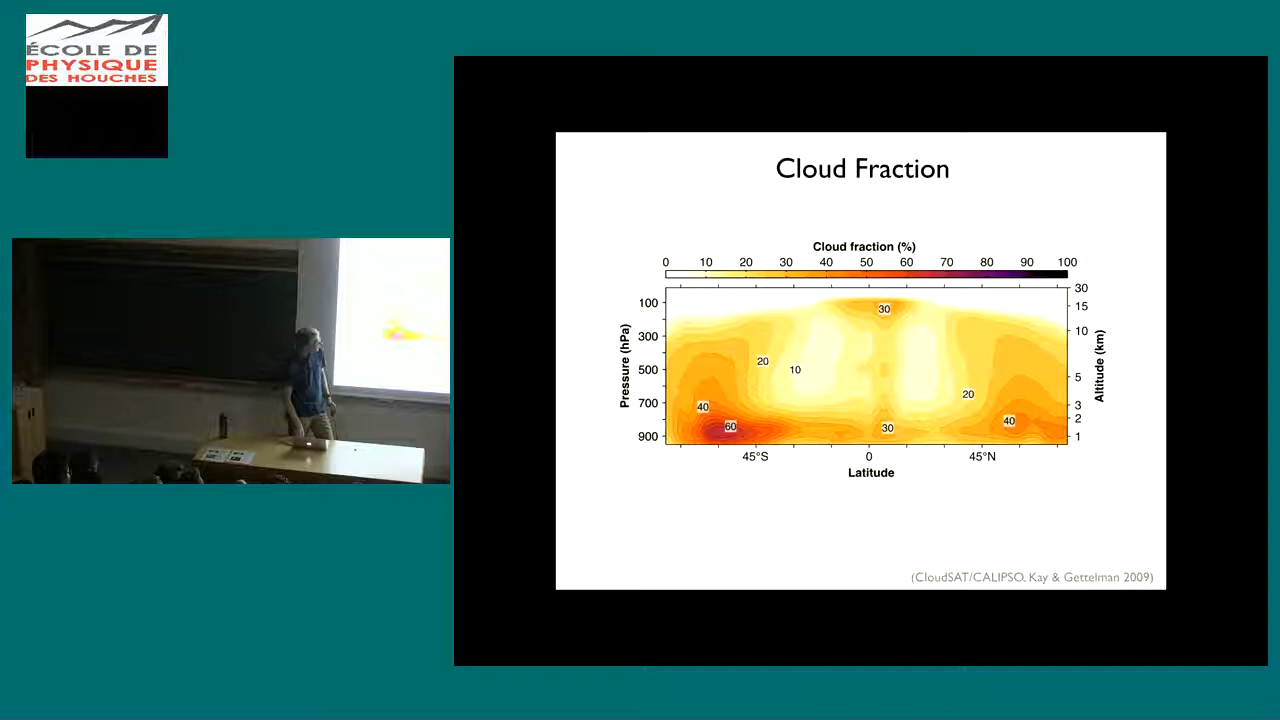 ÉCOLE DE
PHYSIQUE
DES HOUCHES
Cloud Fraction
Cloud fraction (%)
0 10 20 30 40 50 60 70 80 90 100
Pressure (hPa)
100
300
500
700
900
30
15
10
5
3
2
1
Altitude (km)
30
20
10
20
40
40
60
30
45°S 0 45°N
Latitude
(CloudSAT/CALIPSO, Kay & Gettelman 2009)